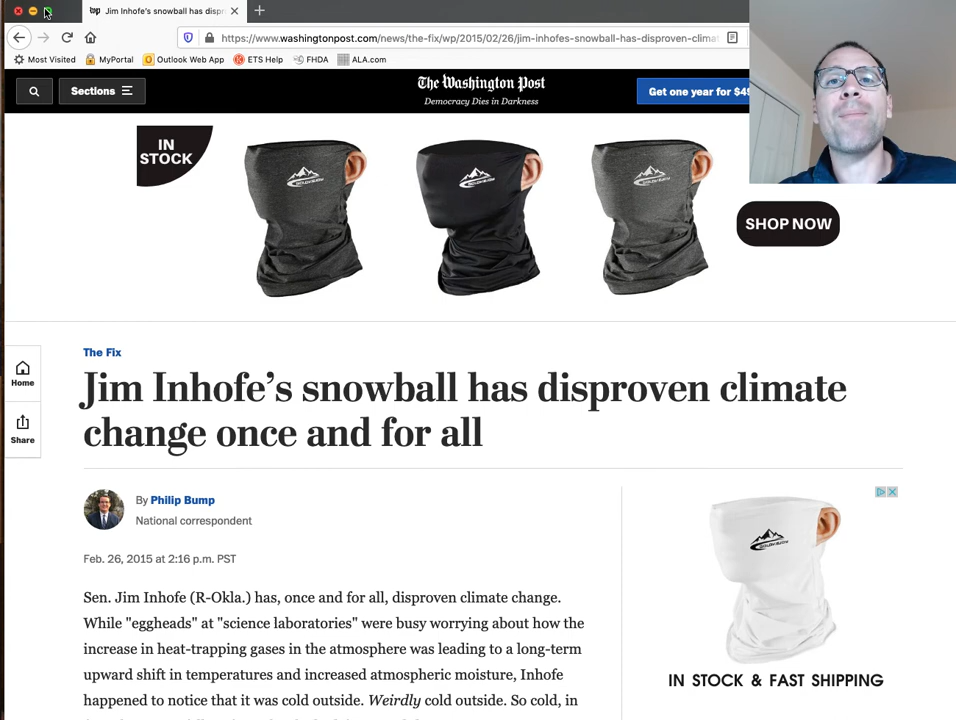 Jim Inhofe's snowball has disp
Most Visited
MyPortal
Outlook Web App
ETS Help
FHDA
ALA.com
https://www.washingtonpost.com/news/the-fix/wp/2015/02/26/jim-inhofes-snowball-has-disproven-clima
Sections
The Washington Post
Democracy Dies in Darkness
Get one year for $4
IN
STOCK
SHOP NOW
The Fix
Home
Share
Jim Inhofe's snowball has disproven climate
change once and for all
By Philip Bump
National correspondent
Feb. 26, 2015 at 2:16 p.m. PST
Sen. Jim Inhofe (R-Okla.) has, once and for all, disproven climate change.
While "eggheads" at "science laboratories" were busy worrying about how the
increase in heat-trapping gases in the atmosphere was leading to a long-term
upward shift in temperatures and increased atmospheric moisture, Inhofe
happened to notice that it was cold outside. Weirdly cold outside. So cold, in
IN STOCK & FAST SHIPPING